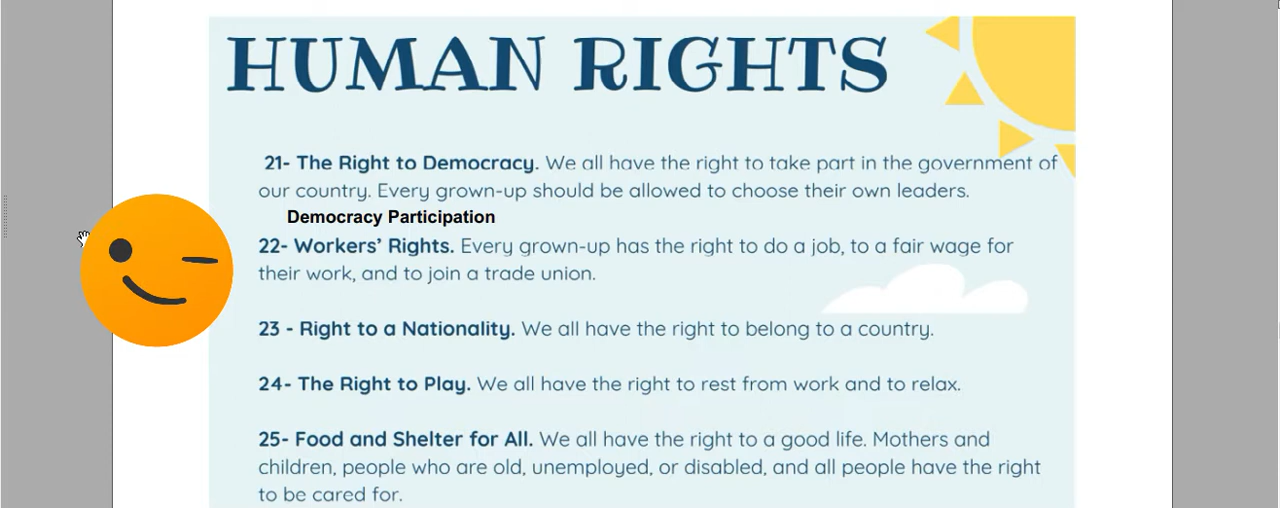 HUMAN RIGHTS
21- The Right to Democracy. We all have the right to take part in the government of
our country. Every grown-up should be allowed to choose their own leaders.
Democracy Participation
22- Workers' Rights. Every grown-up has the right to do a job, to a fair wage for
their work, and to join a trade union.
23 - Right to a Nationality. We all have the right to belong to a country.
24- The Right to Play. We all have the right to rest from work and to relax.
25- Food and Shelter for All. We all have the right to a good life. Mothers and
children, people who are old, unemployed, or disabled, and all people have the right
to be cared for.